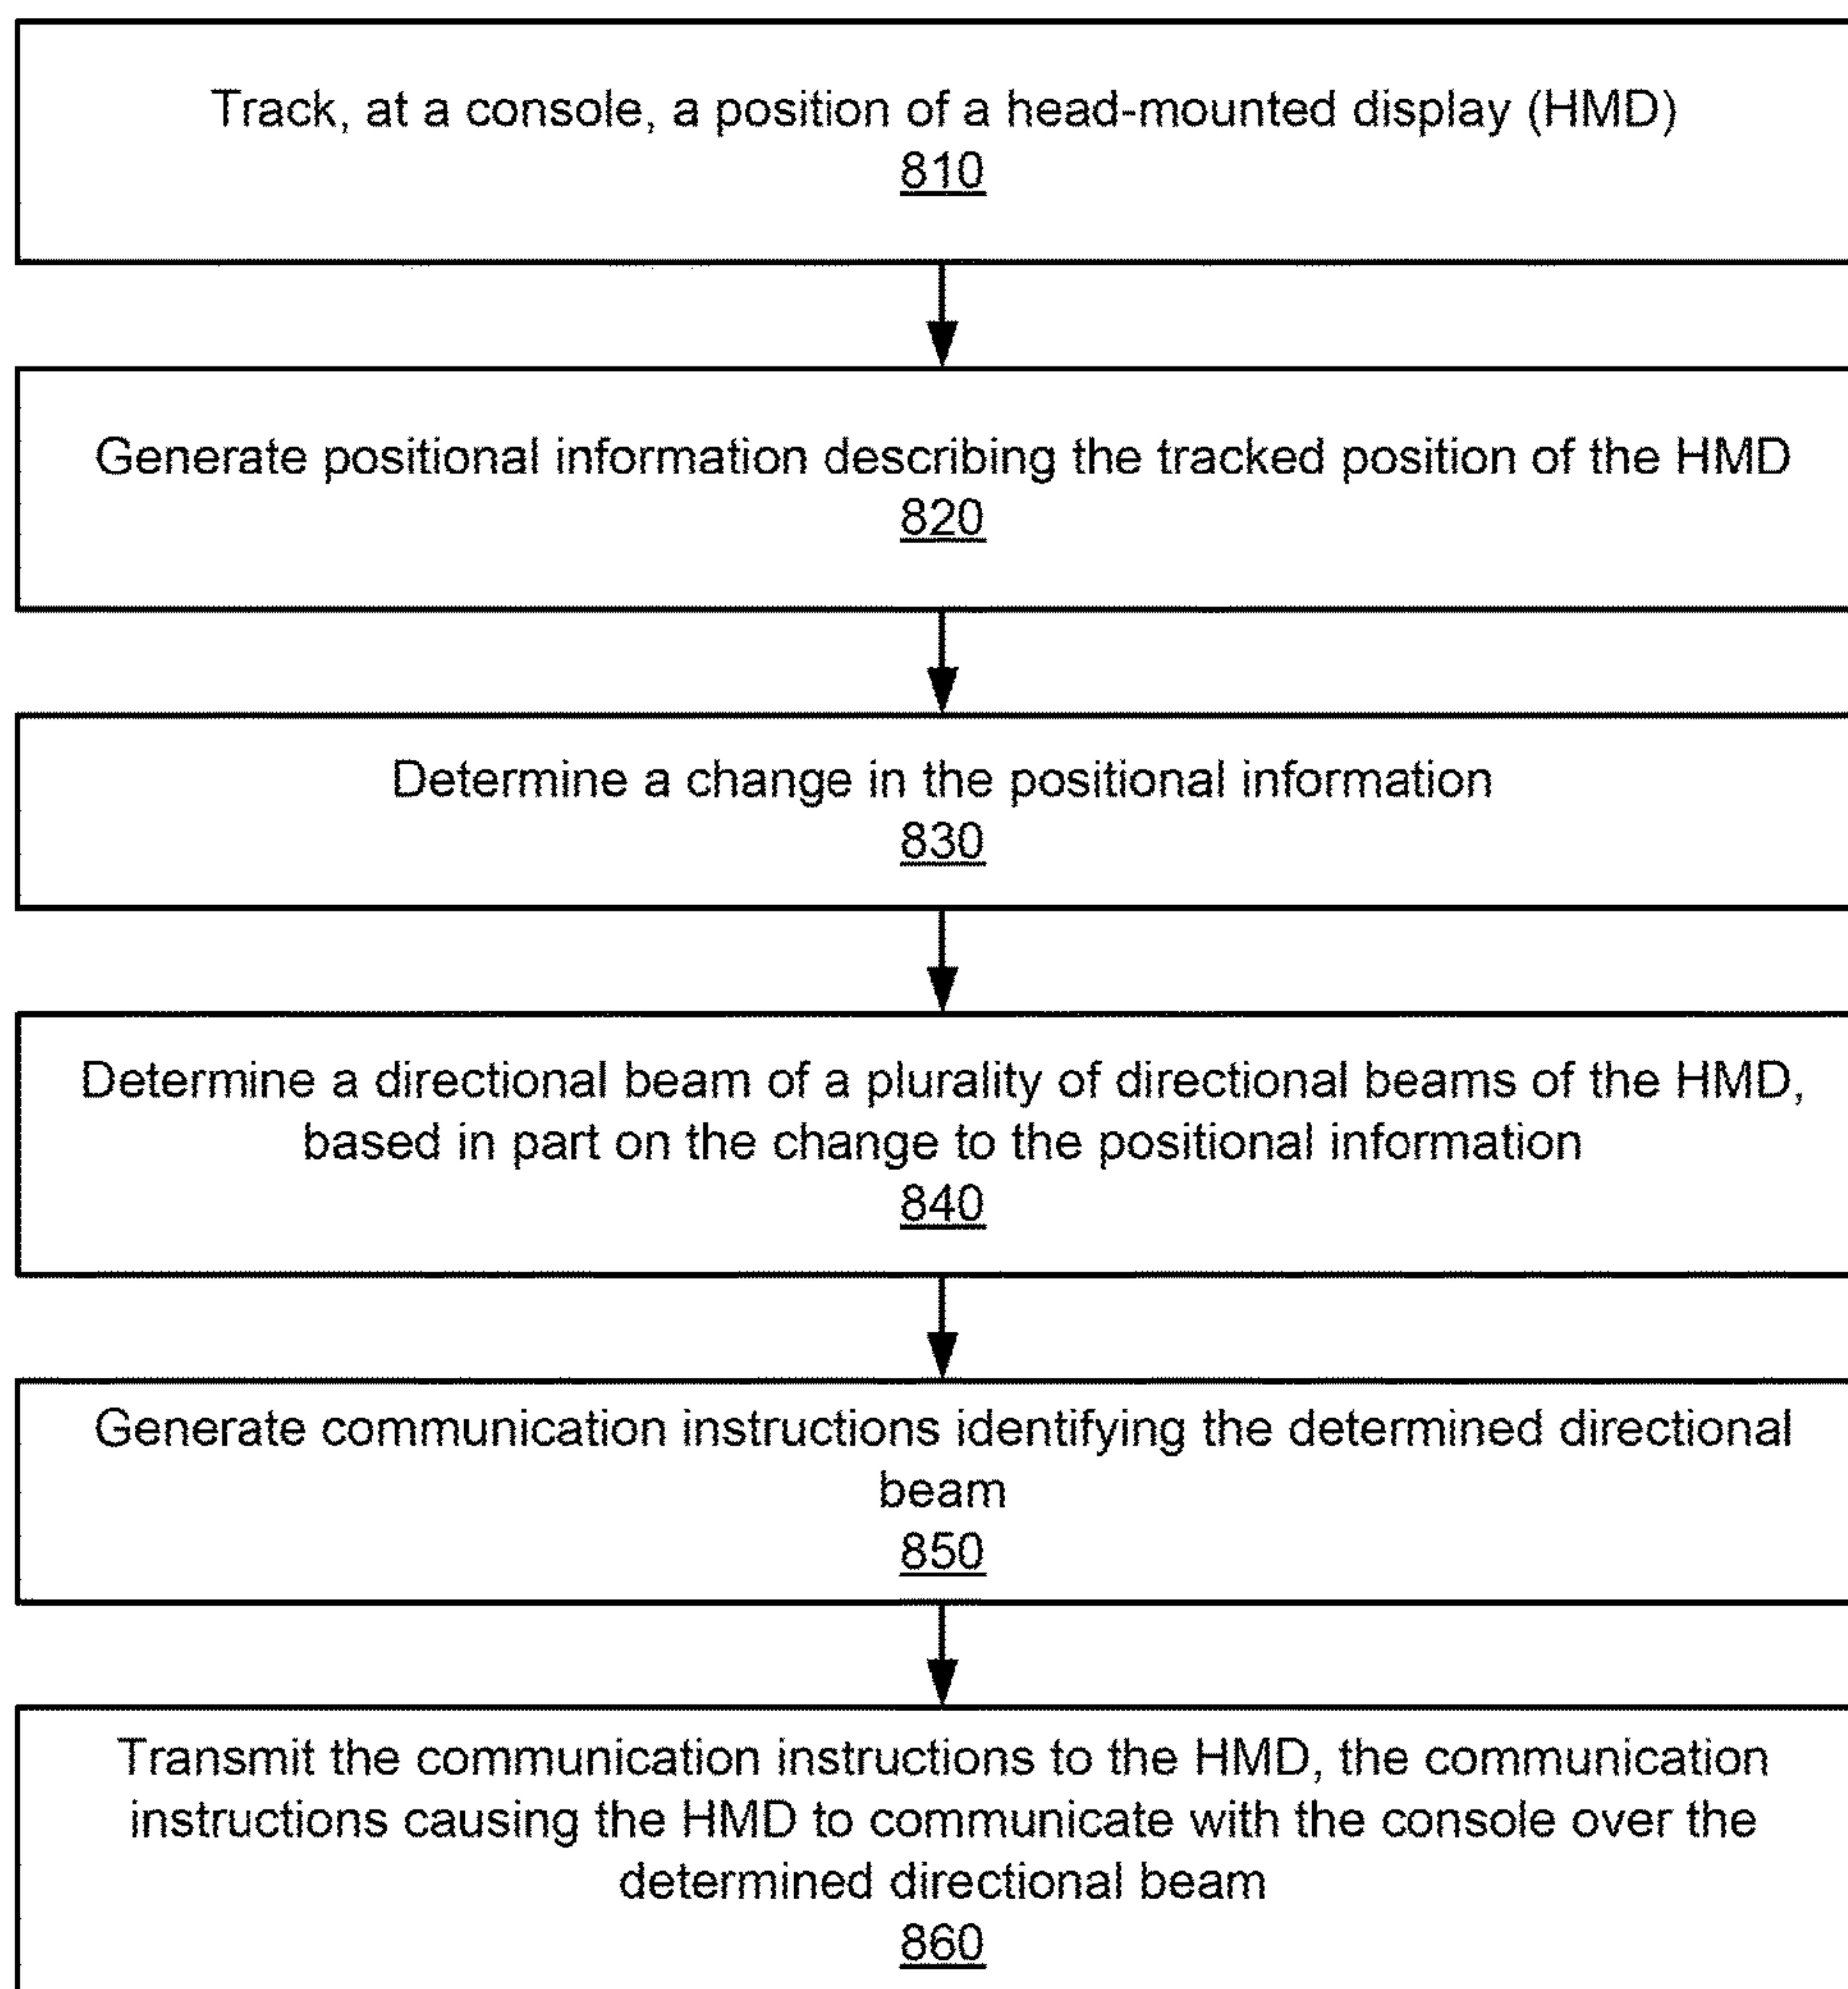 Track, at a console, a position of a head-mounted display (HMD)
810
Generate positional information describing the tracked position of the HMD
820
Determine a change in the positional information
830
Determine a directional beam of a plurality of directional beams of the HMD,
based in part on the change to the positional information
840
Generate communication instructions identifying the determined directional
beam
850
Transmit the communication instructions to the HMD, the communication
instructions causing the HMD to communicate with the console over the
determined directional beam
860